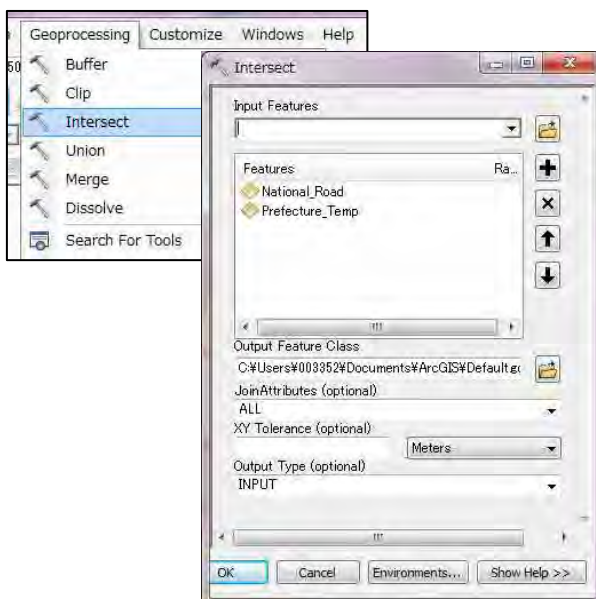 Geoprocessing Customize Windows Help
Buffer
Clip
Intersect
Union
Merge
Dissolve
Search For Tools
Intersect
Input Features
Features Ra...
National_Road
Prefecture_Temp
Output Feature Class
C:¥Users¥003352¥Documents¥ArcGIS¥Default.g
JoinAttributes (optional)
ALL
XY Tolerance (optional)
Meters
Output Type (optional)
INPUT
OK Cancel Environments... Show Help >>